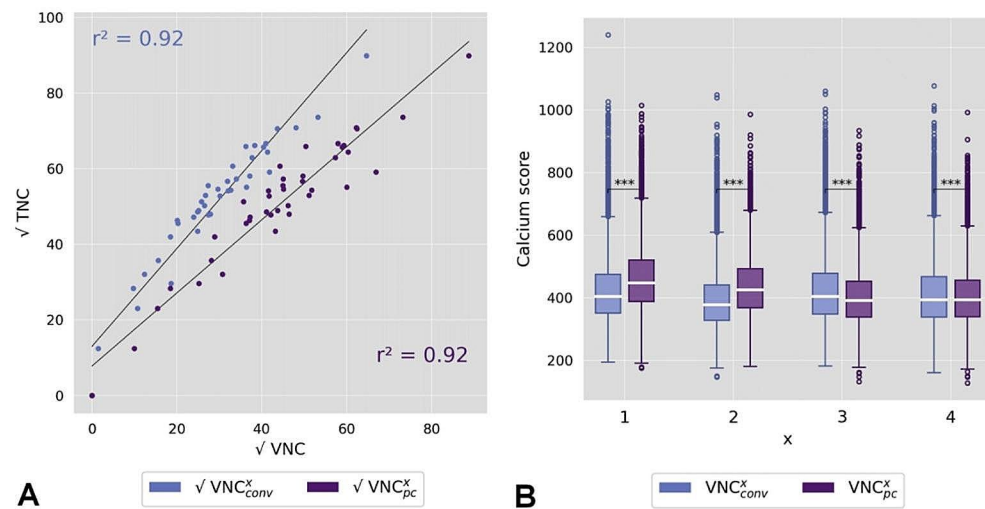 r² = 0.92
r² = 0.92
100
80
60
40
20
0
√ TNC
0 20 40 60 80
√ VNC
√ VNC^x_conv √ VNC^x_pc
A
1200
1000
800
600
400
200
Calcium score
*** *** *** ***
1 2 3 4
x
VNC^x_conv VNC^x_pc
B